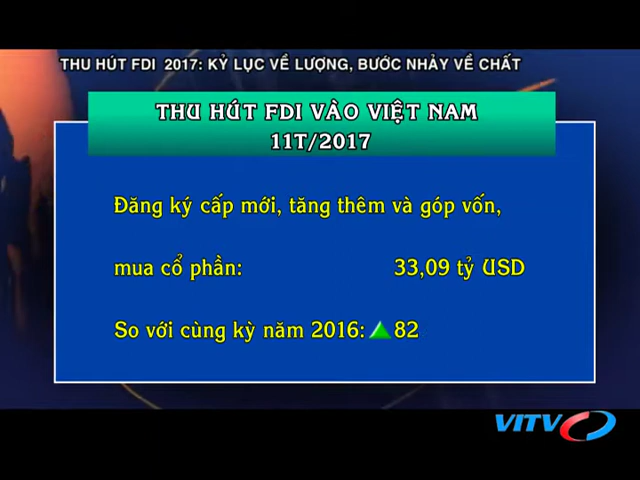 THU HÚT FDI 2017: KỶ LỤC VỀ LƯỢNG, BƯỚC NHẢY VỀ CHẤT
THU HÚT FDI VÀO VIỆT NAM
11T/2017
Đăng ký cấp mới, tăng thêm và góp vốn,
mua cổ phần: 33,09 tỷ USD
So với cùng kỳ năm 2016: 82
VITV